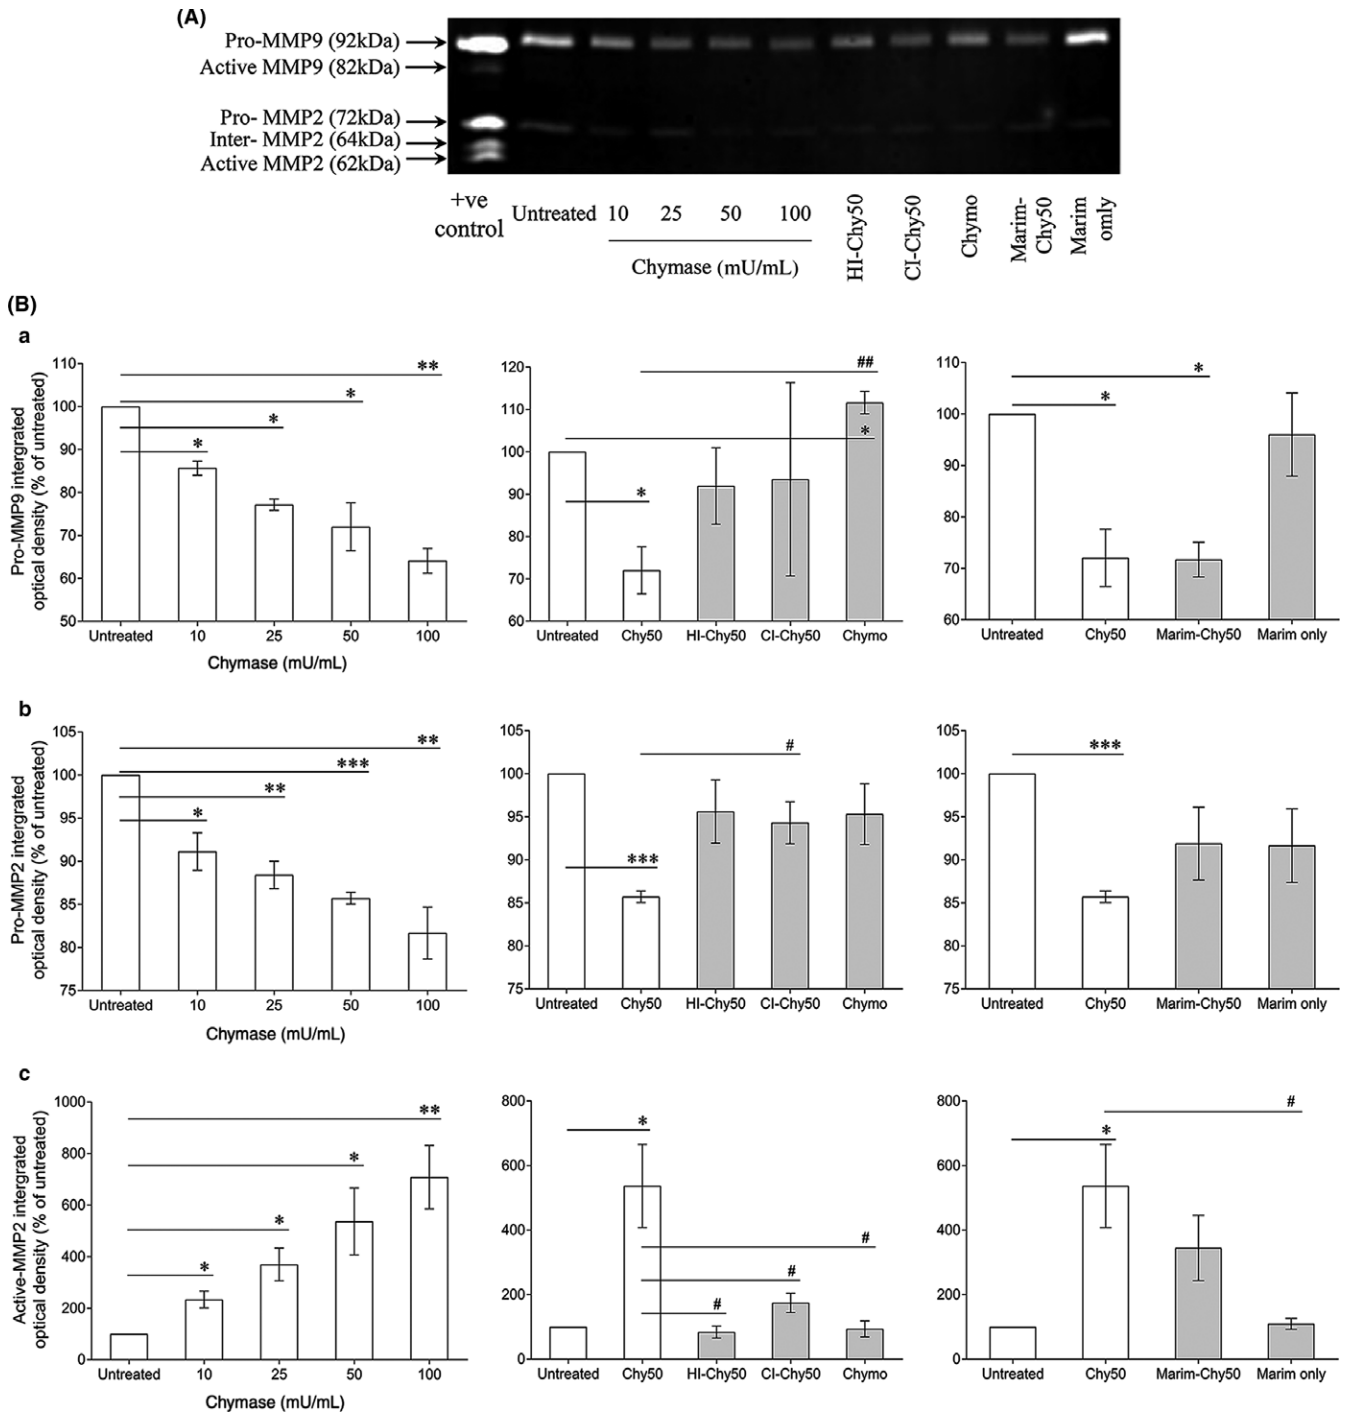 (A)
Pro-MMP9 (92kDa)
Active MMP9 (82kDa)
Pro- MMP2 (72kDa)
Inter- MMP2 (64kDa)
Active MMP2 (62kDa)
+ve
control
Untreated 10 25 50 100
Chymase (mU/mL)
HI-Chy50
CI-Chy50
Chymo
Marim-
Chy50
Marim
omly
(B)
a
Pro-MMP9 intergrated
optical density (% of untreated)
110
100
90
80
70
60
50
* * * **
Untreated 10 25 50 100
Chymase (mU/mL)
120
110
100
90
80
70
60
* * ##
Untreated Chy50 HI-Chy50 CI-Chy50 Chymo
110
100
90
80
70
60
* *
Untreated Chy50 Marim-Chy50 Marim only
b
Pro-MMP2 intergrated
optical density (% of untreated)
105
100
95
90
85
80
75
* ** *** **
Untreated 10 25 50 100
Chymase (mU/mL)
105
100
95
90
85
80
75
*** #
Untreated Chy50 HI-Chy50 CI-Chy50 Chymo
105
100
95
90
85
80
75
***
Untreated Chy50 Marim-Chy50 Marim only
c
Active-MMP2 intergrated
optical density (% of untreated)
1000
800
600
400
200
0
* * * **
Untreated 10 25 50 100
Chymase (mU/mL)
800
600
400
200
0
* # # #
Untreated Chy50 HI-Chy50 CI-Chy50 Chymo
800
600
400
200
0
* #
Untreated Chy50 Marim-Chy50 Marim only